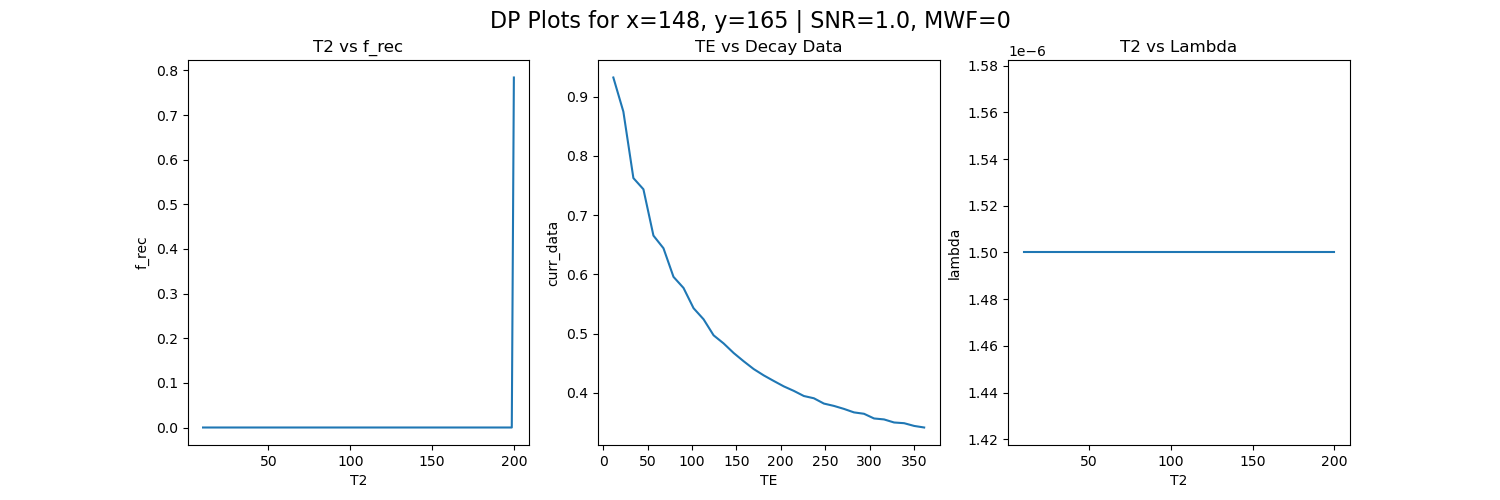 DP Plots for x=148, y=165 | SNR=1.0, MWF=0
T2 vs f_rec
f_rec
0.8
0.7
0.6
0.5
0.4
0.3
0.2
0.1
0.0
50 100 150 200
T2
TE vs Decay Data
curr_data
0.9
0.8
0.7
0.6
0.5
0.4
0 50 100 150 200 250 300 350
TE
T2 vs Lambda
1e−6
lambda
1.58
1.56
1.54
1.52
1.50
1.48
1.46
1.44
1.42
50 100 150 200
T2